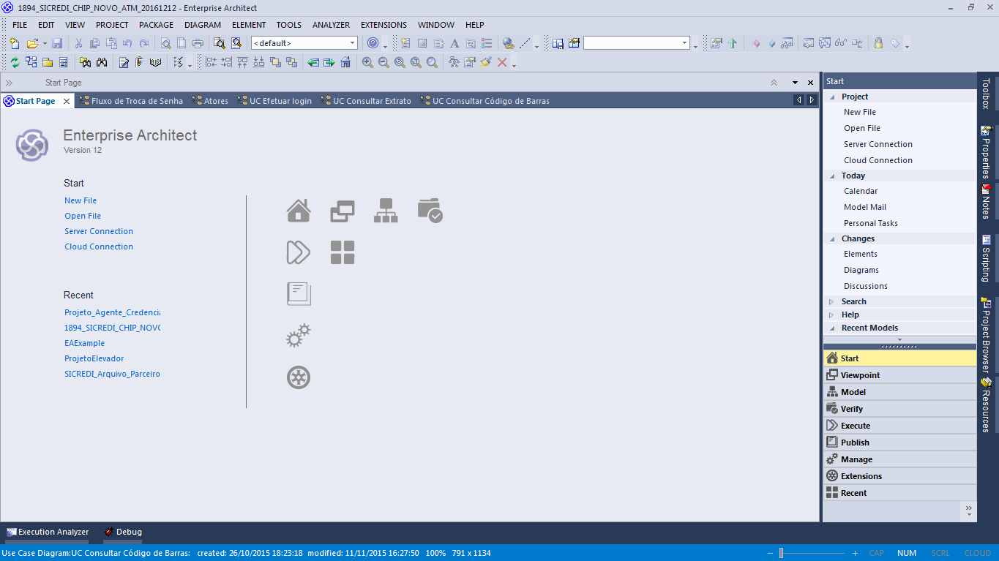 1894_SICREDI_CHIP_NOVO_ATM_20161212 - Enterprise Architect
FILE EDIT VIEW PROJECT PACKAGE DIAGRAM ELEMENT TOOLS ANALYZER EXTENSIONS WINDOW HELP
<default>
Start Page
Start Page Fluxo de Troca de Senha Atores UC Efetuar login UC Consultar Extrato UC Consultar Código de Barras
Enterprise Architect
Version 12
Start
New File
Open File
Server Connection
Cloud Connection
Recent
Projeto_Agente_Credencia
1894_SICREDI_CHIP_NOVO
EAExample
ProjetoElevador
SICREDI_Arquivo_Parceiro
Start
Project
New File
Open File
Server Connection
Cloud Connection
Today
Calendar
Model Mail
Personal Tasks
Changes
Elements
Diagrams
Discussions
Search
Help
Recent Models
Start
Viewpoint
Model
Verify
Execute
Publish
Manage
Extensions
Recent
Toolbox
Properties
Notes
Scripting
Project Browser
Resources
Execution Analyzer Debug
Use Case Diagram:UC Consultar Código de Barras: created: 26/10/2015 18:23:18 modified: 11/11/2015 16:27:50 100% 791 x 1134
CAP NUM SCRL CLOUD